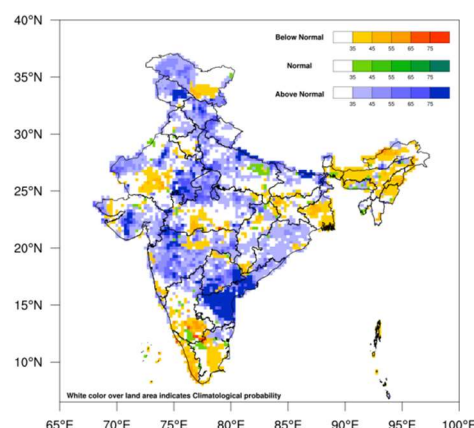 40°N
35°N
30°N
25°N
20°N
15°N
10°N
Below Normal
35 45 55 65 75
Normal
35 45 55 65 75
Above Normal
35 45 55 65 75
White color over land area indicates Climatological probability
65°E 70°E 75°E 80°E 85°E 90°E 95°E 100°E